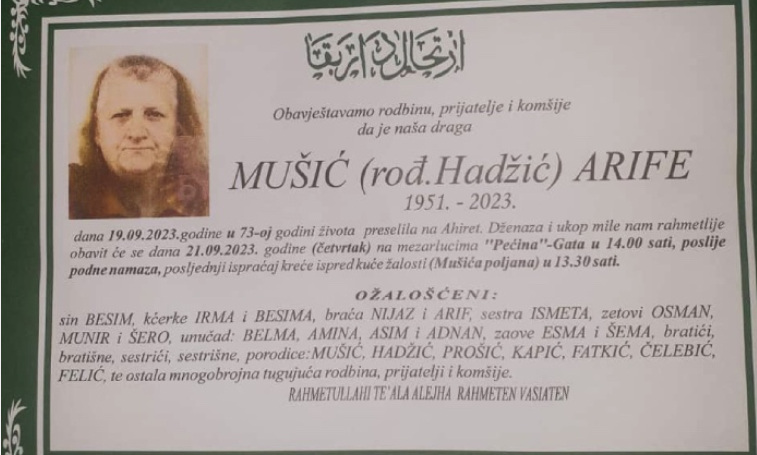 Obavještavamo rodbinu, prijatelje i komšije
da je naša draga
MUŠIĆ (rođ.Hadžić) ARIFE
1951. - 2023.
dana 19.09.2023.godine u 73-oj godini života preselila na Ahiret. Dženaza i ukop mile nam rahmetlije
obavit će se dana 21.09.2023. godine (četvrtak) na mezarlucima "Pećina"-Gata u 14.00 sati, poslije
podne namaza, posljednji ispraćaj kreće ispred kuće žalosti (Mušića poljana) u 13.30 sati.
OŽALOŠĆENI:
sin BESIM, kćerke IRMA i BESIMA, braća NIJAZ i ARIF, sestra ISMETA, zetovi OSMAN,
MUNIR i ŠERO, unučad: BELMA, AMINA, ASIM i ADNAN, zaove ESMA i ŠEMA, bratići,
bratišne, sestrići, sestrišne, porodice:MUŠIĆ, HADŽIĆ, PROŠIĆ, KAPIĆ, FATKIĆ, ČELEBIĆ,
FELIĆ, te ostala mnogobrojna tugujuća rodbina, prijatelji i komšije.
RAHMETULLAHI TE'ALA ALEJHA RAHMETEN VASIATEN